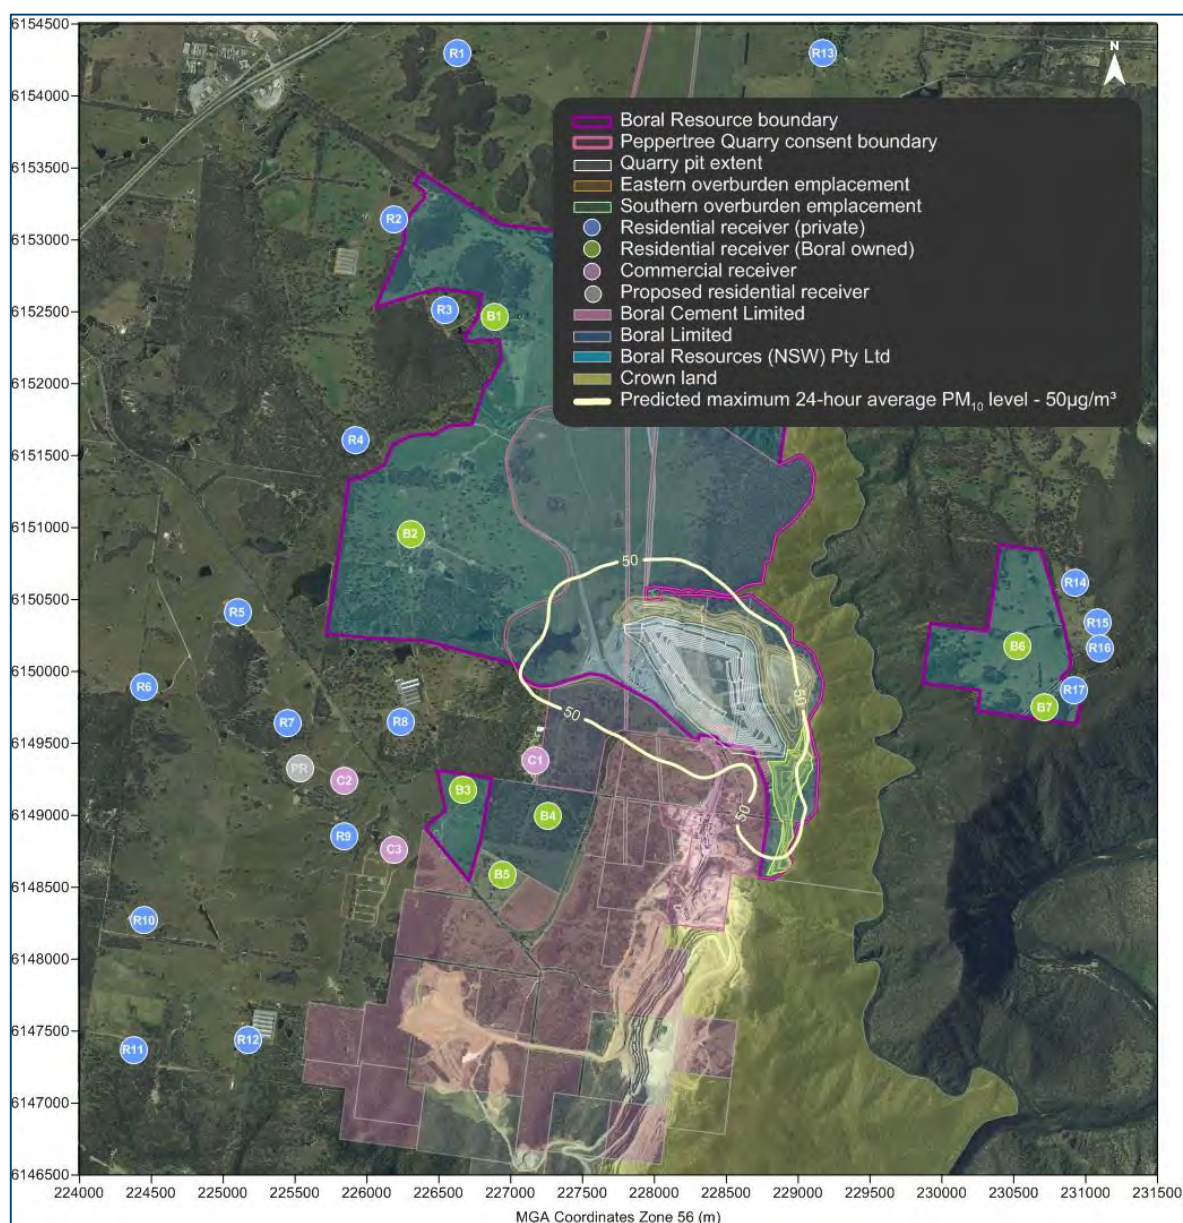 6154500
6154000
6153500
6153000
6152500
6152000
6151500
6151000
6150500
6150000
6149500
6149000
6148500
6148000
6147500
6147000
6146500
R1
R13
N
Boral Resource boundary
Peppertree Quarry consent boundary
Quarry pit extent
Eastern overburden emplacement
Southern overburden emplacement
Residential receiver (private)
Residential receiver (Boral owned)
Commercial receiver
Proposed residential receiver
Boral Cement Limited
Boral Limited
Boral Resources (NSW) Pty Ltd
Crown land
Predicted maximum 24-hour average PM₁₀ level - 50µg/m³
R2
R3
B1
R4
B2
50
R14
R5
R15
B6
R16
R6
R17
50
B7
50
R7
R8
C1
PR
C2
B3
50
B4
R9
C3
B5
R10
R12
R11
224000 224500 225000 225500 226000 226500 227000 227500 228000 228500 229000 229500 230000 230500 231000 231500
MGA Coordinates Zone 56 (m)